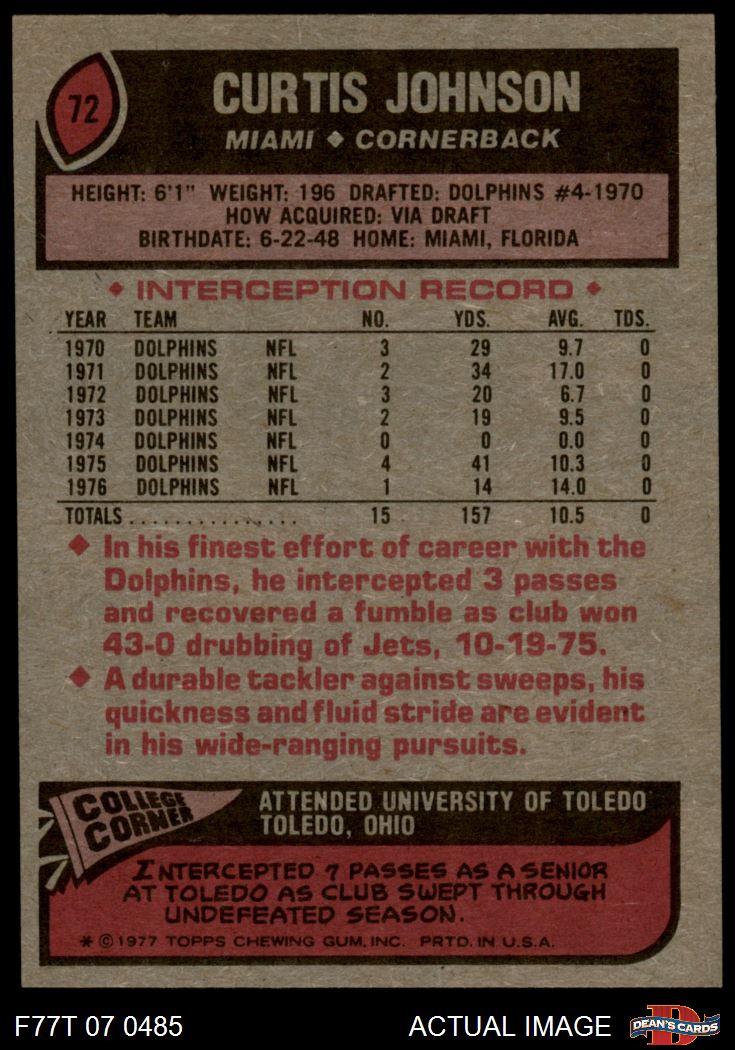 72
CURTIS JOHNSON
MIAMI ◆ CORNERBACK
HEIGHT: 6'1" WEIGHT: 196 DRAFTED: DOLPHINS #4-1970
HOW ACQUIRED: VIA DRAFT
BIRTHDATE: 6-22-48 HOME: MIAMI, FLORIDA
◆ INTERCEPTION RECORD ◆
YEAR TEAM NO. YDS. AVG. TDS.
1970 DOLPHINS NFL 3 29 9.7 0
1971 DOLPHINS NFL 2 34 17.0 0
1972 DOLPHINS NFL 3 20 6.7 0
1973 DOLPHINS NFL 2 19 9.5 0
1974 DOLPHINS NFL 0 0 0.0 0
1975 DOLPHINS NFL 4 41 10.3 0
1976 DOLPHINS NFL 1 14 14.0 0
TOTALS................ 15 157 10.5 0
◆ In his finest effort of career with the
Dolphins, he intercepted 3 passes
and recovered a fumble as club won
43-0 drubbing of Jets, 10-19-75.
◆ A durable tackler against sweeps, his
quickness and fluid stride are evident
in his wide-ranging pursuits.
COLLEGE
CORNER
ATTENDED UNIVERSITY OF TOLEDO
TOLEDO, OHIO
INTERCEPTED 7 PASSES AS A SENIOR
AT TOLEDO AS CLUB SWEPT THROUGH
UNDEFEATED SEASON.
* © 1977 TOPPS CHEWING GUM, INC. PRTD. IN U.S.A.
F77T 07 0485 ACTUAL IMAGE
D
DEAN'S CARDS